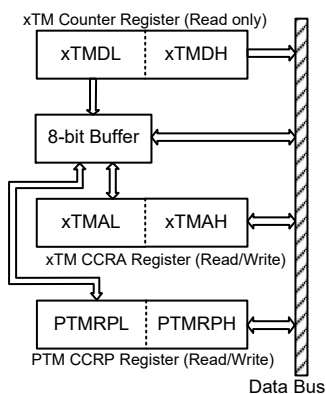 xTM Counter Register (Read only)
xTMDL xTMDH
8-bit Buffer
xTMAL xTMAH
xTM CCRA Register (Read/Write)
PTMRPL PTMRPH
PTM CCRP Register (Read/Write)
Data Bus